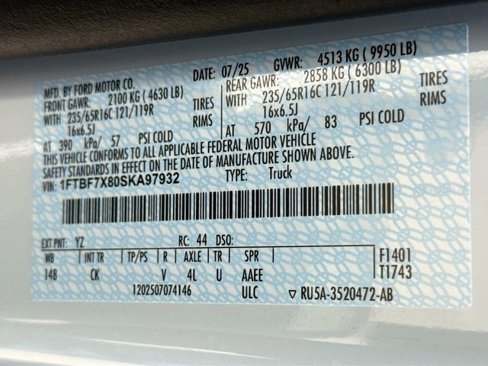 MFD. BY FORD MOTOR CO.
DATE: 07/25 GVWR: 4513 KG (9950 LB)
FRONT GAWR: 2100 KG (4630 LB)
REAR GAWR: 2858 KG (6300 LB)
WITH 235/65R16C 121/119R TIRES
WITH 235/65R16C 121/119R TIRES
16x6.5J RIMS
16x6.5J RIMS
AT 390 kPa/ 57 PSI COLD
AT 570 kPa/ 83 PSI COLD
THIS VEHICLE CONFORMS TO ALL APPLICABLE FEDERAL MOTOR VEHICLE
SAFETY STANDARDS IN EFFECT ON THE DATE OF MANUFACTURE SHOWN ABOVE.
VIN: 1FTBF7X80SKA97932 TYPE: Truck
EXT PNT: YZ RC: 44 DSO:
WB INT TR TP/PS R AXLE TR SPR
148 CK V 4L U AAEE
F1401
T1743
1202507074146 ULC ▽ RU5A-3520472-AB